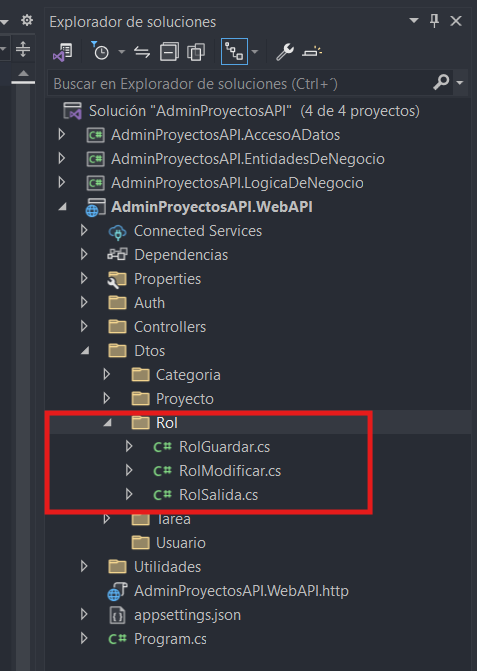 Explorador de soluciones
Buscar en Explorador de soluciones (Ctrl+´)
Solución "AdminProyectosAPI" (4 de 4 proyectos)
C# AdminProyectosAPI.AccesoADatos
C# AdminProyectosAPI.EntidadesDeNegocio
C# AdminProyectosAPI.LogicaDeNegocio
AdminProyectosAPI.WebAPI
Connected Services
Dependencias
Properties
Auth
Controllers
Dtos
Categoria
Proyecto
Rol
C# RolGuardar.cs
C# RolModificar.cs
C# RolSalida.cs
Tarea
Usuario
Utilidades
AdminProyectosAPI.WebAPI.http
appsettings.json
C# Program.cs